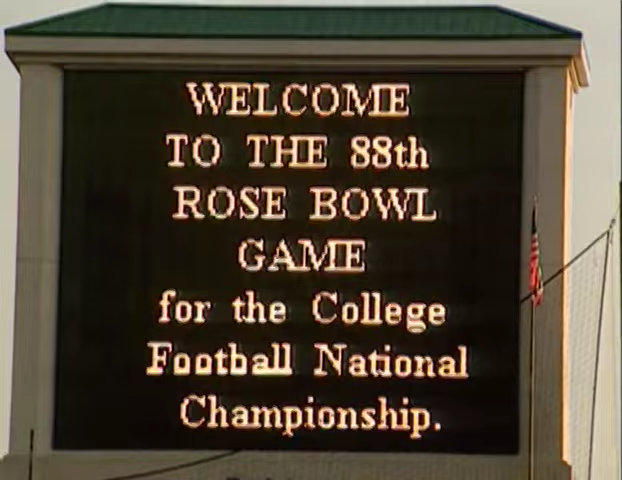 WELCOME
TO THE 88th
ROSE BOWL
GAME
for the College
Football National
Championship.